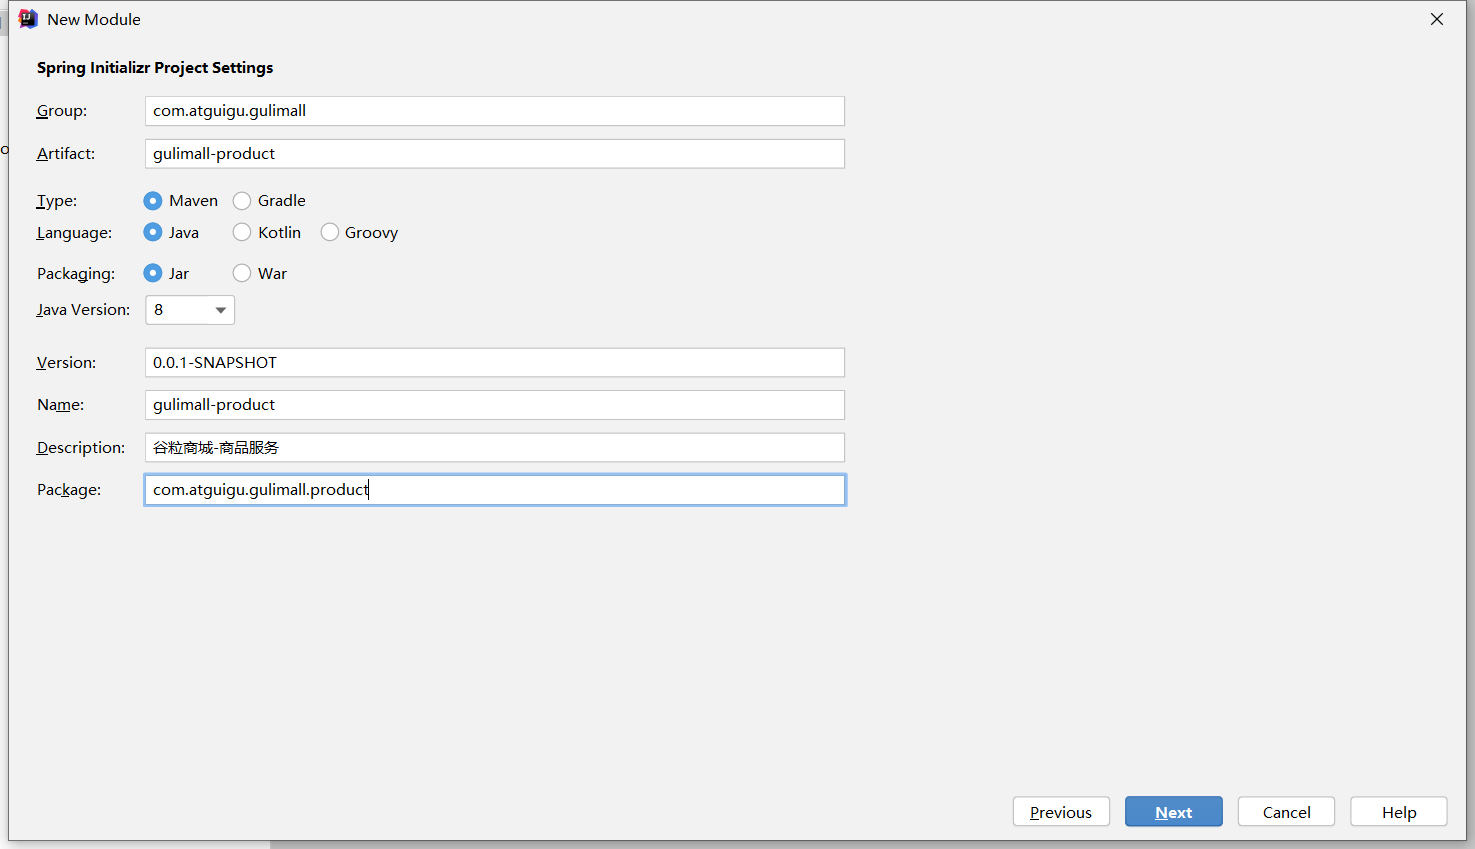 New Module
Spring Initializr Project Settings
Group: com.atguigu.gulimall
Artifact: gulimall-product
Type: Maven Gradle
Language: Java Kotlin Groovy
Packaging: Jar War
Java Version: 8
Version: 0.0.1-SNAPSHOT
Name: gulimall-product
Description: 谷粒商城-商品服务
Package: com.atguigu.gulimall.product
Previous Next Cancel Help